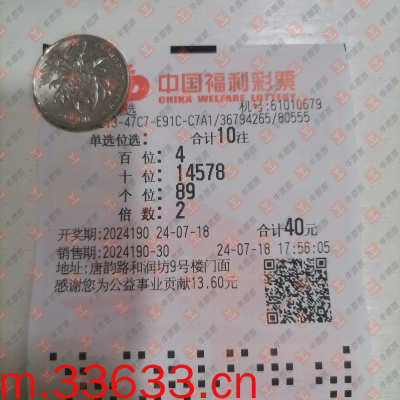 中国福利彩票
CHINA WELFARE LOTTERY
选
机号:61010679
-47C7-E91C-C7A1/36794265/80555
单选位选: 合计10注
百 位: 4
十 位: 14578
个 位: 89
倍 数: 2
开奖期:2024190 24-07-18 合计40元
销售期:2024190-30 24-07-18 17:56:05
地址:唐韵路和润坊9号楼门面
感谢您为公益事业贡献13.60元
m.33633.cn